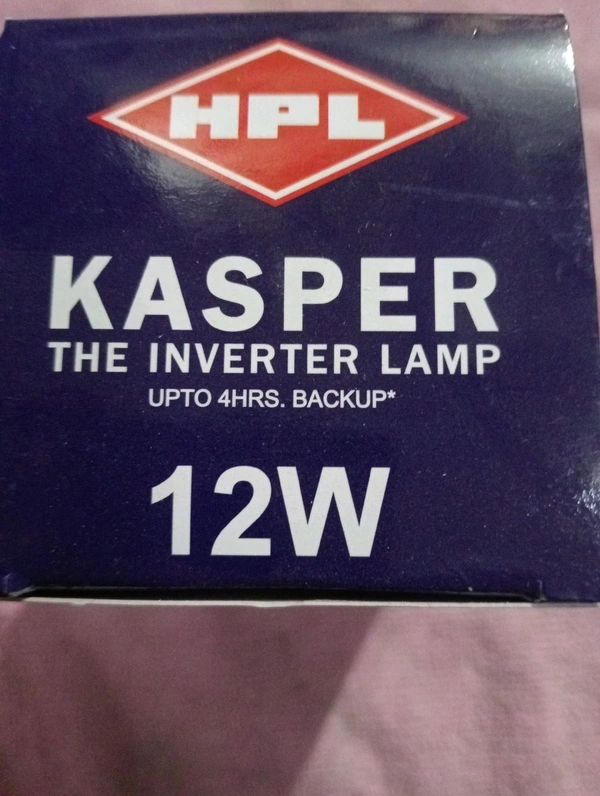 HPL
KASPER
THE INVERTER LAMP
UPTO 4HRS. BACKUP*
12W